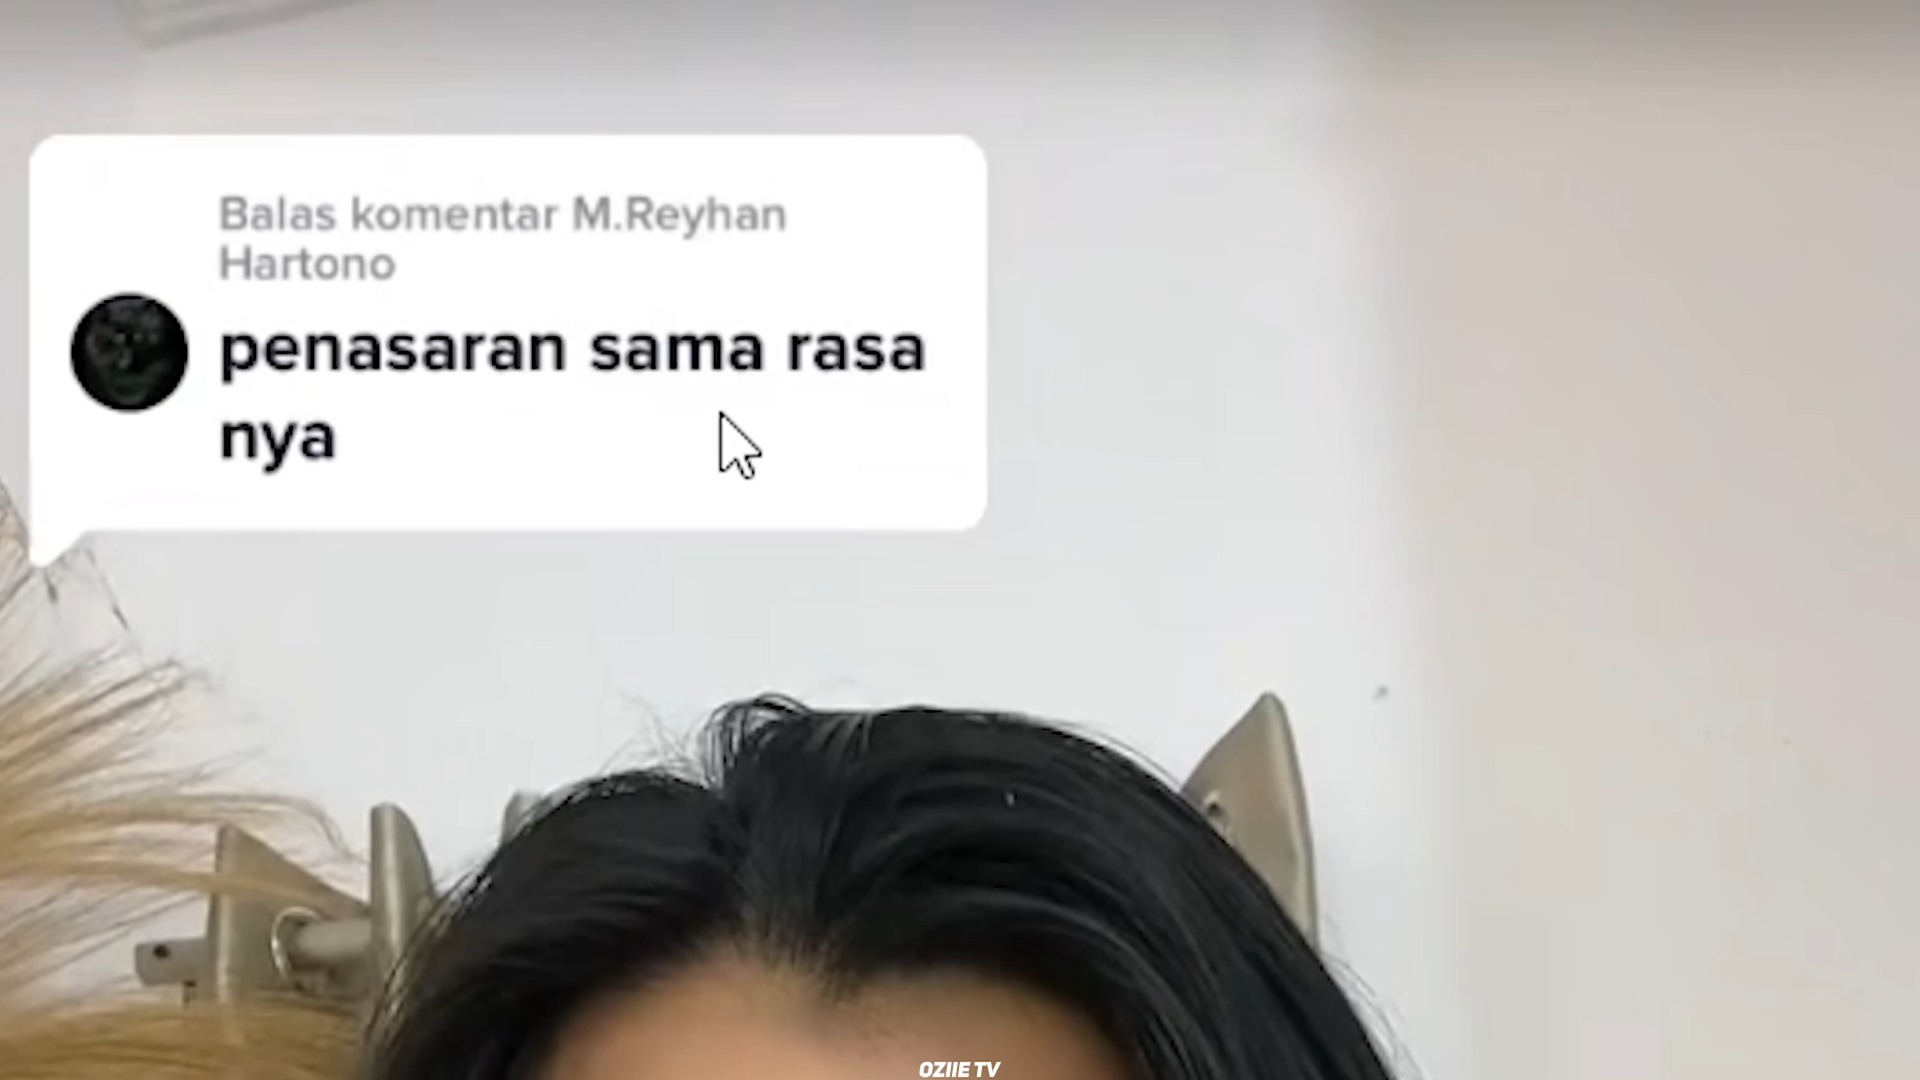 Balas komentar M.Reyhan
Hartono
penasaran sama rasa
nya
OZIIE TV